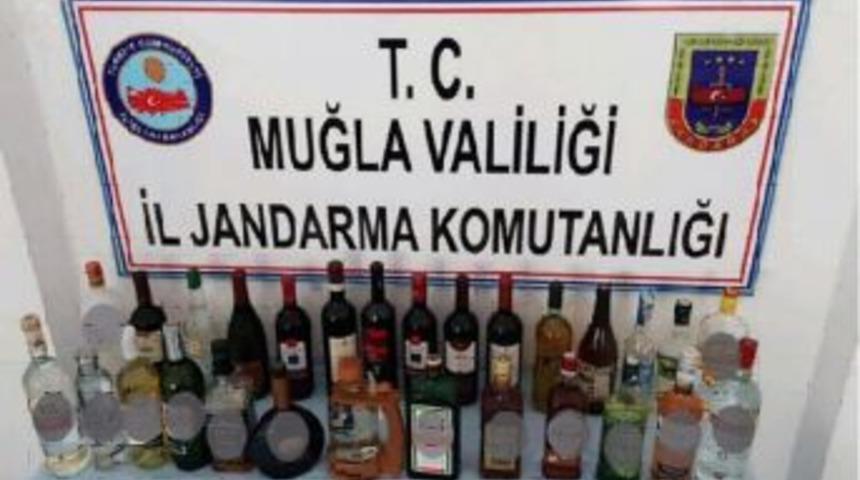 T. C.
MUĞLA VALİLİĞİ
İL JANDARMA KOMUTANLIĞI